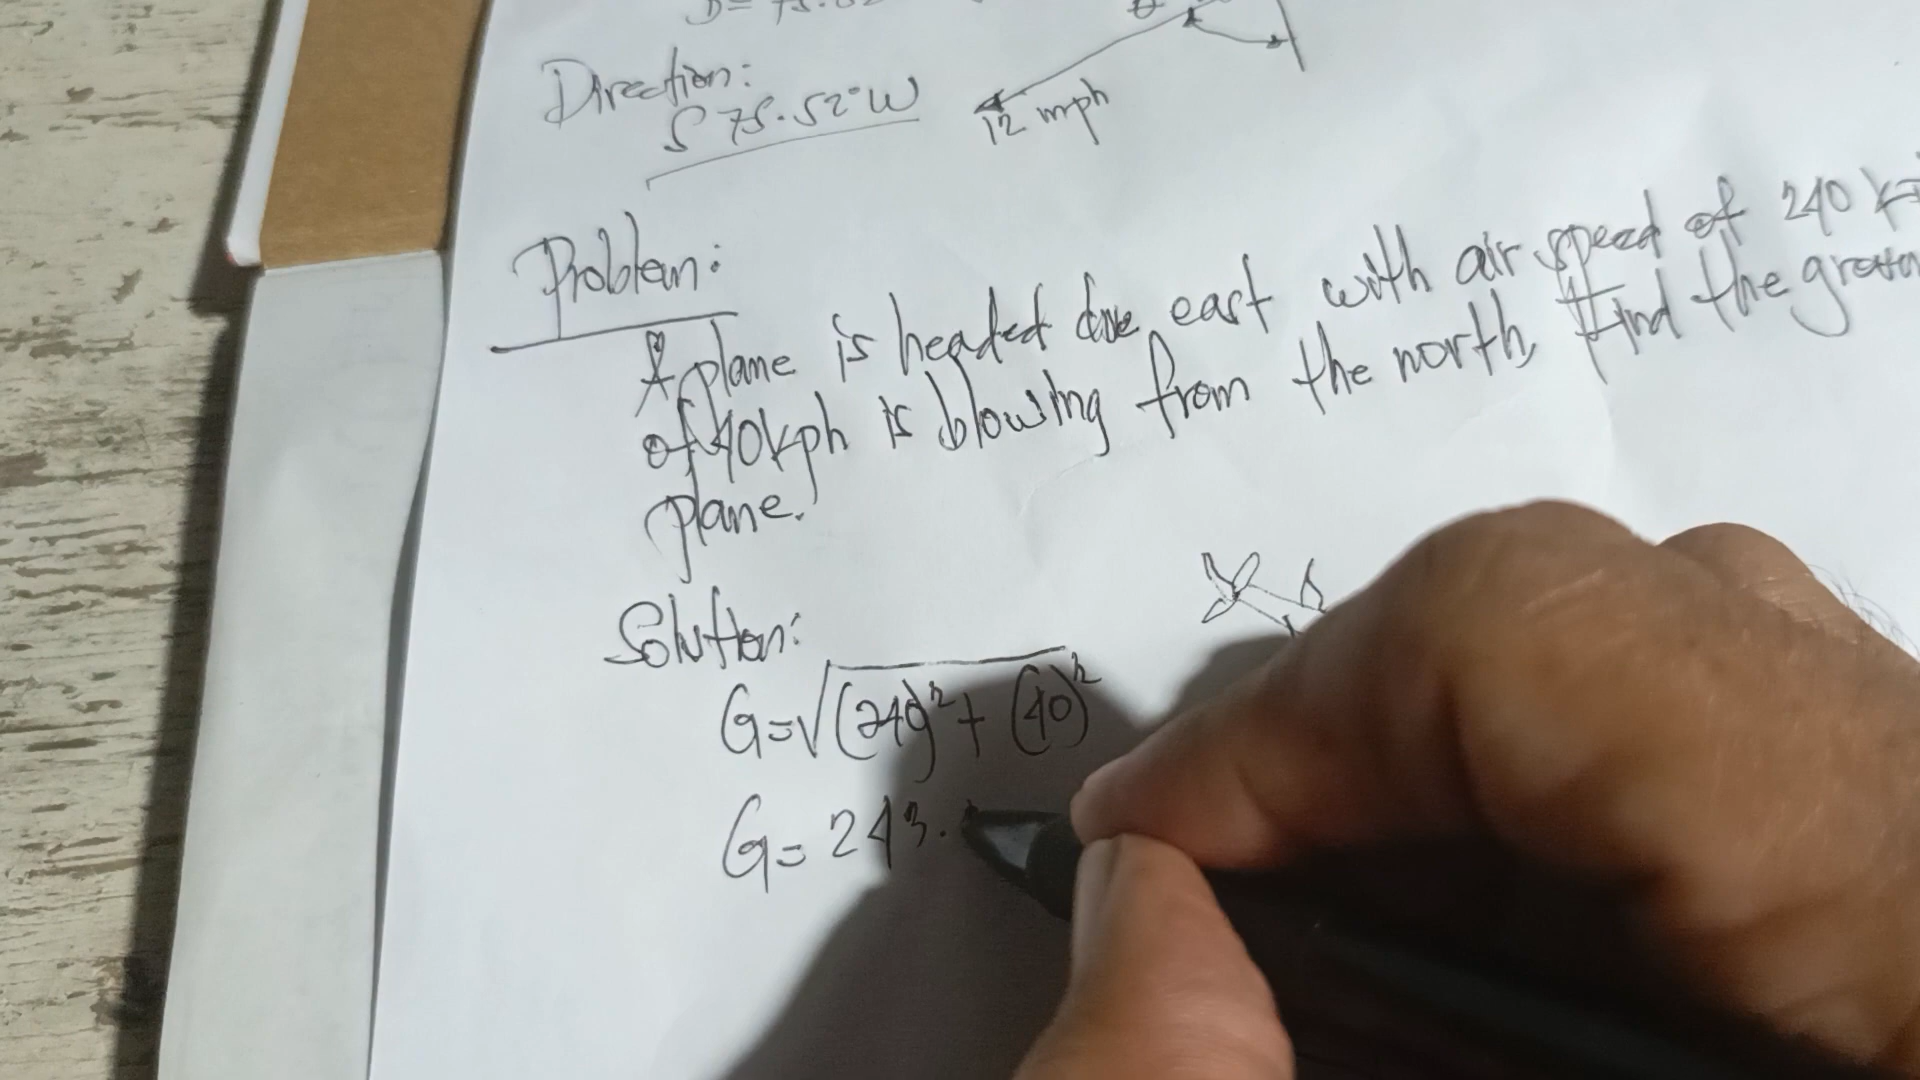 Direction:
S 75.52°W
12 mph
θ
Problem:
A plane is headed due east with air speed of 240
of 40kph is blowing from the north, find the
plane.
Solution:
G=√(240)²+(40)²
G=243.